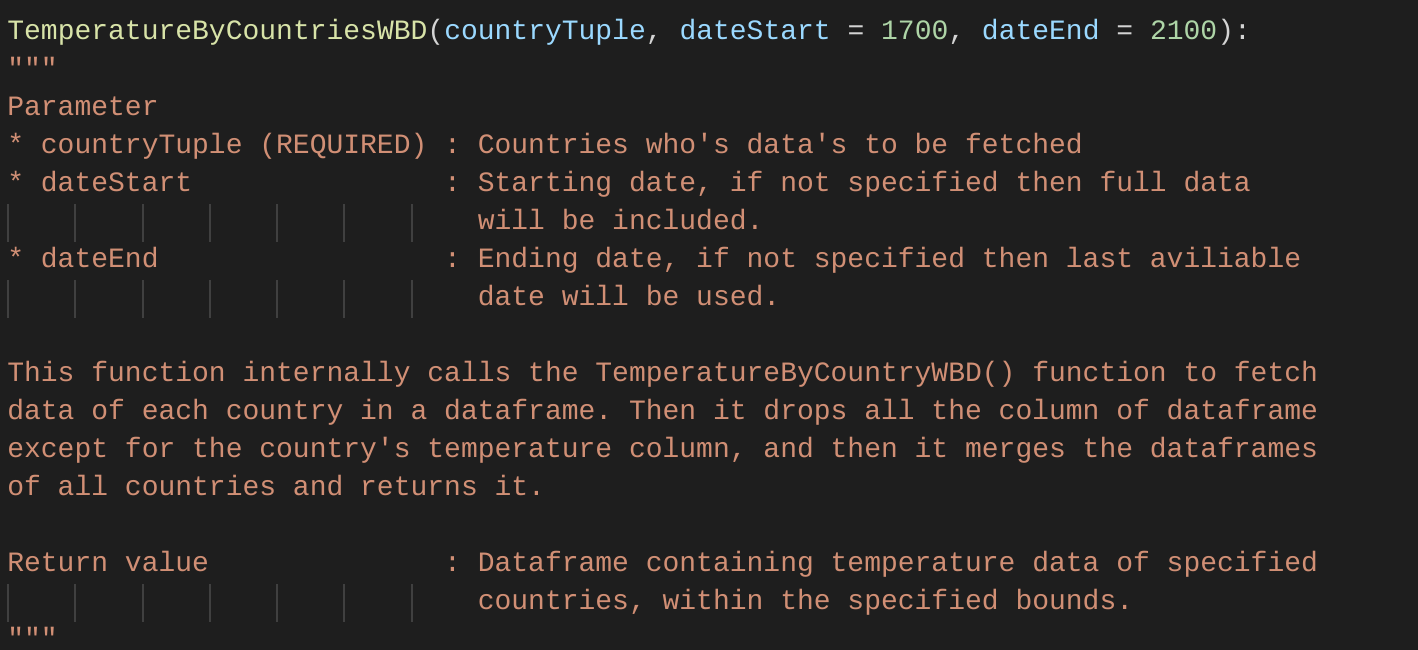 TemperatureByCountriesWBD(countryTuple, dateStart = 1700, dateEnd = 2100):
"""
Parameter
* countryTuple (REQUIRED) : Countries who's data's to be fetched
* dateStart               : Starting date, if not specified then full data
                            will be included.
* dateEnd                 : Ending date, if not specified then last aviliable
                            date will be used.

This function internally calls the TemperatureByCountryWBD() function to fetch
data of each country in a dataframe. Then it drops all the column of dataframe
except for the country's temperature column, and then it merges the dataframes
of all countries and returns it.

Return value              : Dataframe containing temperature data of specified
                            countries, within the specified bounds.
"""